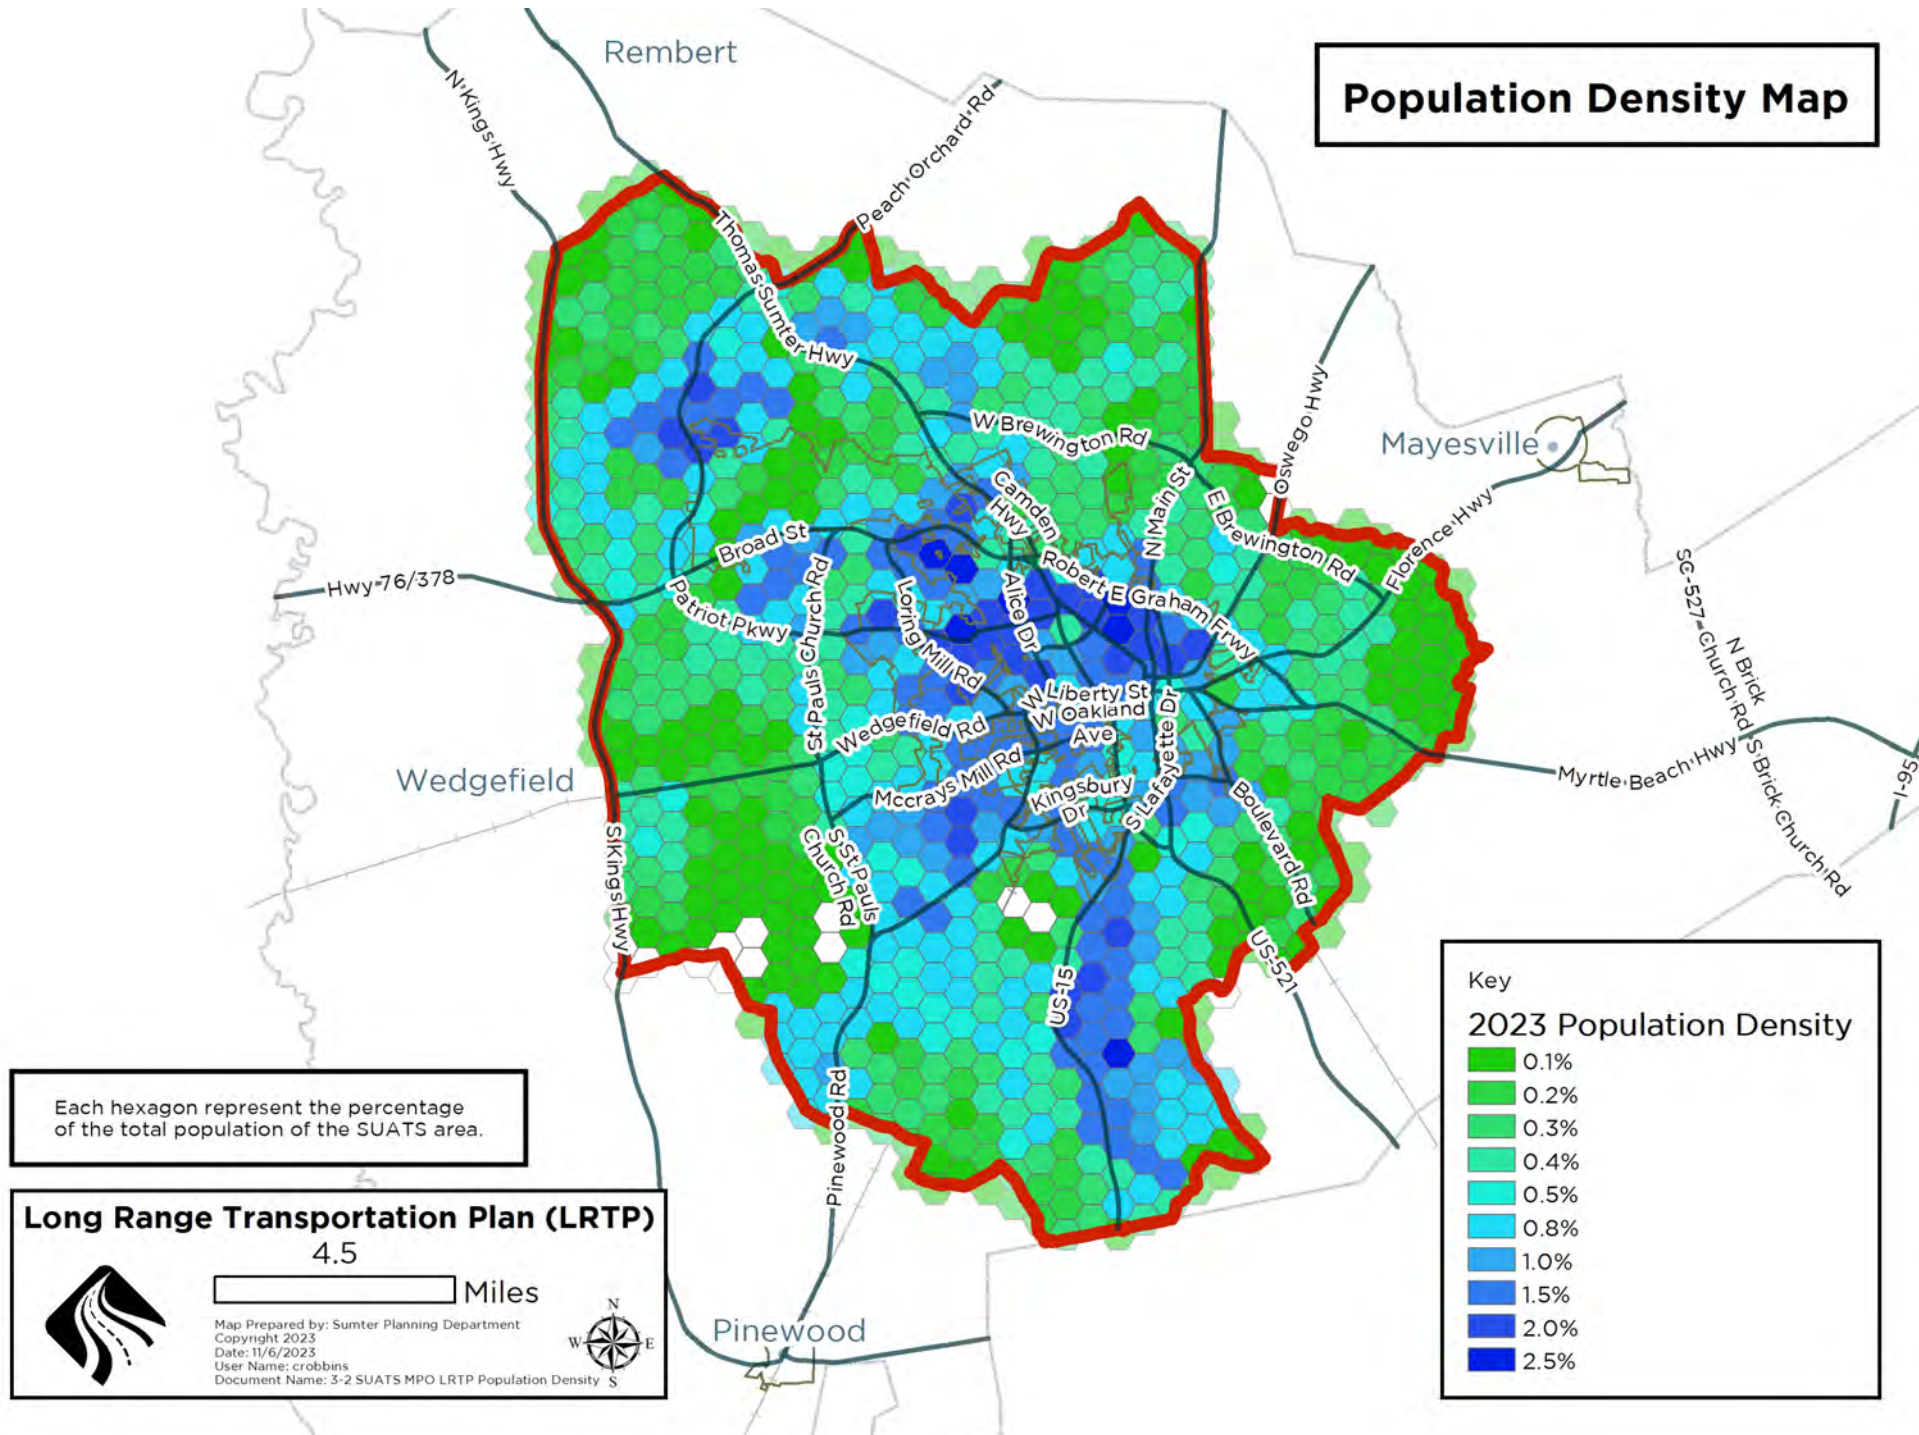 Population Density Map
Rembert
N Kings Hwy
Peach Orchard Rd
Thomas Sumter Hwy
Oswego Hwy
Mayesville
W Brewington Rd
Camden
Hwy
N Main St
E Brewington Rd
Florence Hwy
Broad St
Hwy 76/378
Robert E Graham Frwy
Patriot Pkwy
St Pauls Church Rd
Loring Mill Rd
Alice Dr
SC-527
Church Rd
N Brick
W Liberty St
W Oakland
Ave
Wedgefield Rd
S Lafayette Dr
Wedgefield
Mccrays Mill Rd
Kingsbury
Dr
Myrtle Beach Hwy
S Brick Church Rd
I-95
Boulevard Rd
S Kings Hwy
S St Pauls
Church Rd
US-15
US-521
Pinewood Rd
Pinewood
Key
2023 Population Density
0.1%
0.2%
0.3%
0.4%
0.5%
0.8%
1.0%
1.5%
2.0%
2.5%
Each hexagon represent the percentage
of the total population of the SUATS area.
Long Range Transportation Plan (LRTP)
4.5
Miles
Map Prepared by: Sumter Planning Department
Copyright 2023
Date: 11/6/2023
User Name: crobbins
Document Name: 3-2 SUATS MPO LRTP Population Density
N
W E
S